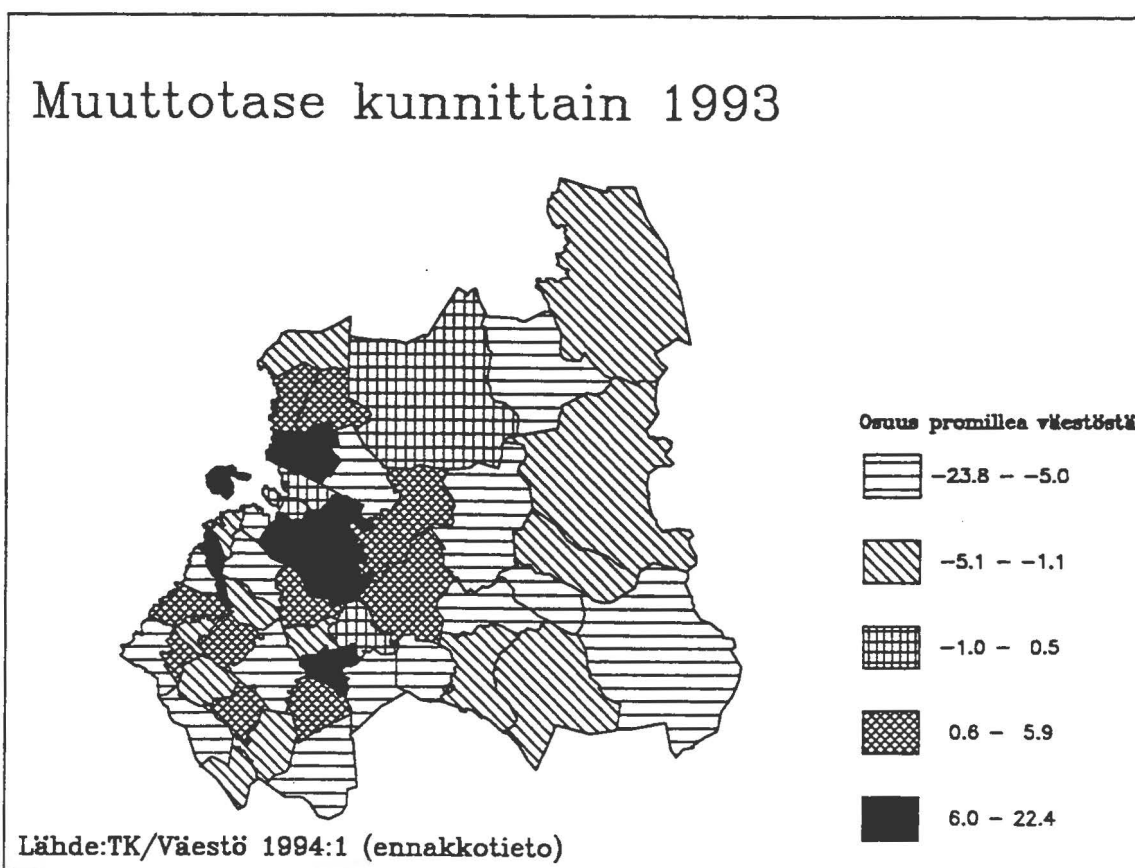 Muuttotase kunnittain 1993
Osuus promillea väestöstä
-23.8 - -5.0
-5.1 - -1.1
-1.0 - 0.5
0.6 - 5.9
6.0 - 22.4
Lähde:TK/Väestö 1994:1 (ennakkotieto)